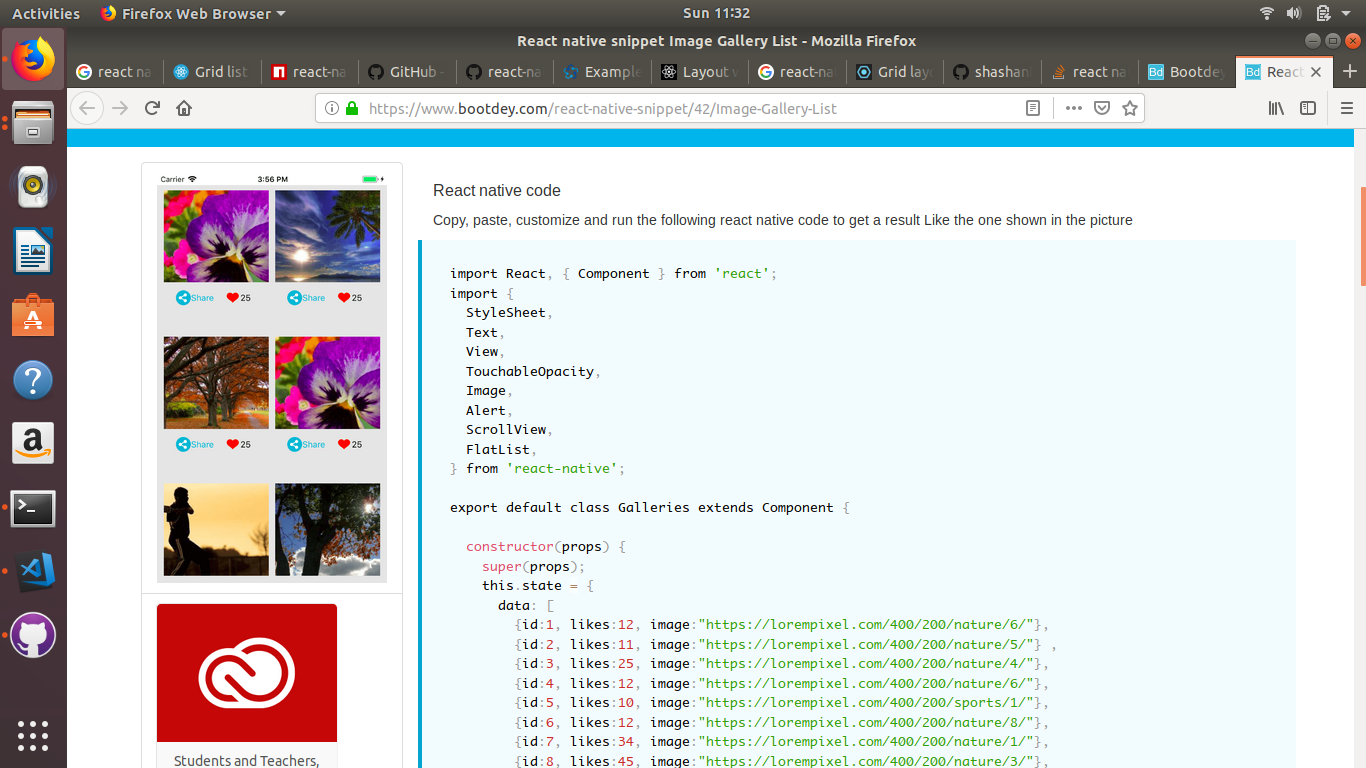 Activities Firefox Web Browser Sun 11:32
React native snippet Image Gallery List - Mozilla Firefox
react na Grid list react-na GitHub - react-na Example Layout w react-na Grid layo shashan react na Bootdey React
https://www.bootdey.com/react-native-snippet/42/Image-Gallery-List
Carrier 3:56 PM
Share 25 Share 25
Share 25 Share 25
Students and Teachers,
React native code
Copy, paste, customize and run the following react native code to get a result Like the one shown in the picture
import React, { Component } from 'react';
import {
StyleSheet,
Text,
View,
TouchableOpacity,
Image,
Alert,
ScrollView,
FlatList,
} from 'react-native';
export default class Galleries extends Component {
constructor(props) {
super(props);
this.state = {
data: [
{id:1, likes:12, image:"https://lorempixel.com/400/200/nature/6/"},
{id:2, likes:11, image:"https://lorempixel.com/400/200/nature/5/"} ,
{id:3, likes:25, image:"https://lorempixel.com/400/200/nature/4/"},
{id:4, likes:12, image:"https://lorempixel.com/400/200/nature/6/"},
{id:5, likes:10, image:"https://lorempixel.com/400/200/sports/1/"},
{id:6, likes:12, image:"https://lorempixel.com/400/200/nature/8/"},
{id:7, likes:34, image:"https://lorempixel.com/400/200/nature/1/"},
{id:8, likes:45, image:"https://lorempixel.com/400/200/nature/3/"},